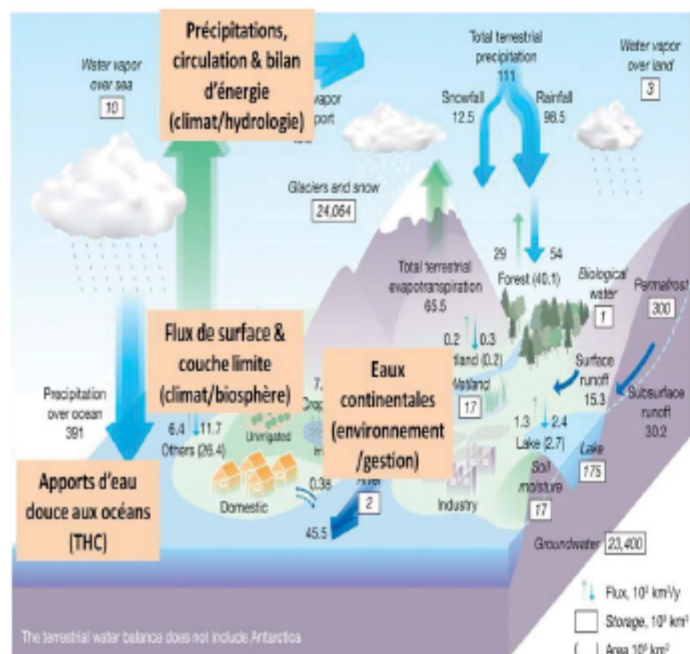 Précipitations,
circulation & bilan
d'énergie
(climat/hydrologie)
Water vapor
over sea
10
Total terrestrial
precipitation
111
Water vapor
over land
3
Snowfall
12.5
Rainfall
98.5
Glaciers and snow
24,064
Total terrestrial
evapotranspiration
65.5
29
54
Forest (40.1)
Biological
water
1
Permafrost
300
Flux de surface &
couche limite
(climat/biosphère)
0.2
0.3
(0.2)
Wetland
17
Surface
runoff
15.3
Subsurface
runoff
30.2
Precipitation
over ocean
391
6.4
11.7
Others (26.4)
Eaux
continentales
(environnement
/gestion)
1.3
2.4
Lake (2.7)
Lake
175
Apports d'eau
douce aux océans
(THC)
Domestic
0.38
2
45.5
Industry
Soil
moisture
17
Groundwater
23,400
Flux, 10³ km³/y
Storage, 10³ km³
Area 10⁶ km²
The terrestrial water balance does not include Antarctica